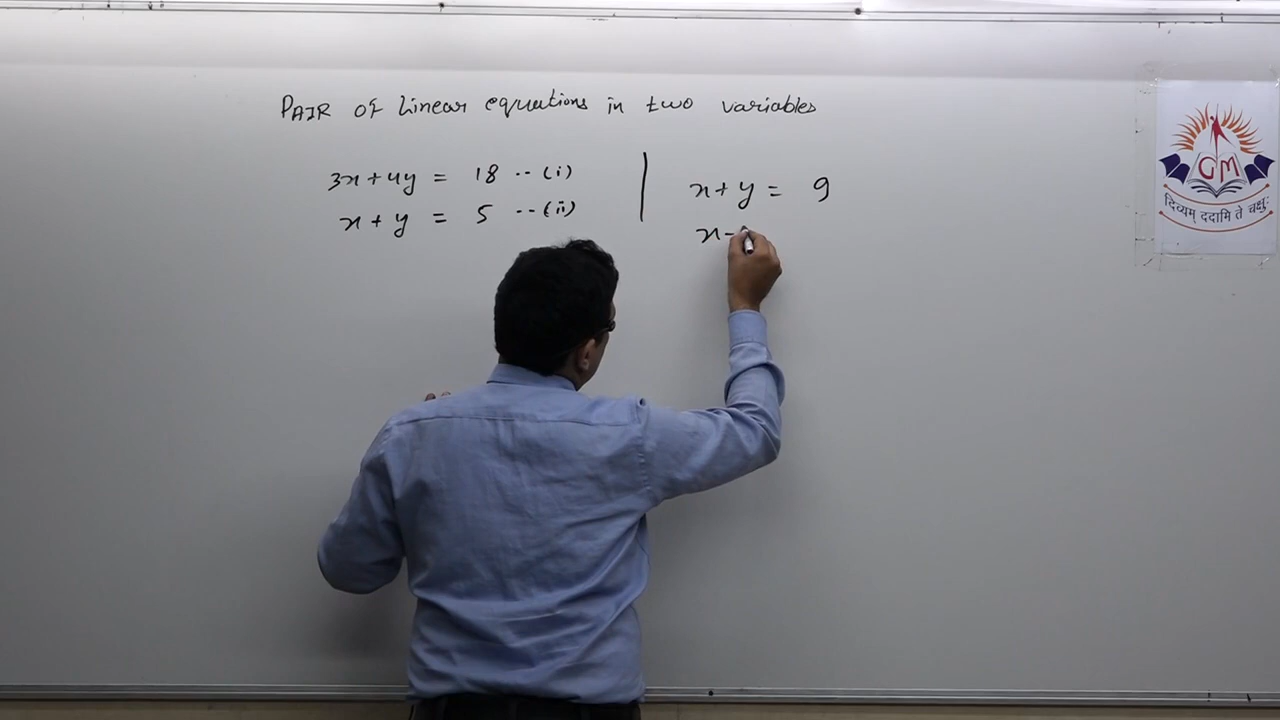 PAIR OF Linear equations in two variables
3x+4y = 18 -- (i)
x + y = 5 -- (ii)
x + y = 9
x -
GM
दिव्यम् ददामि ते चक्षुः